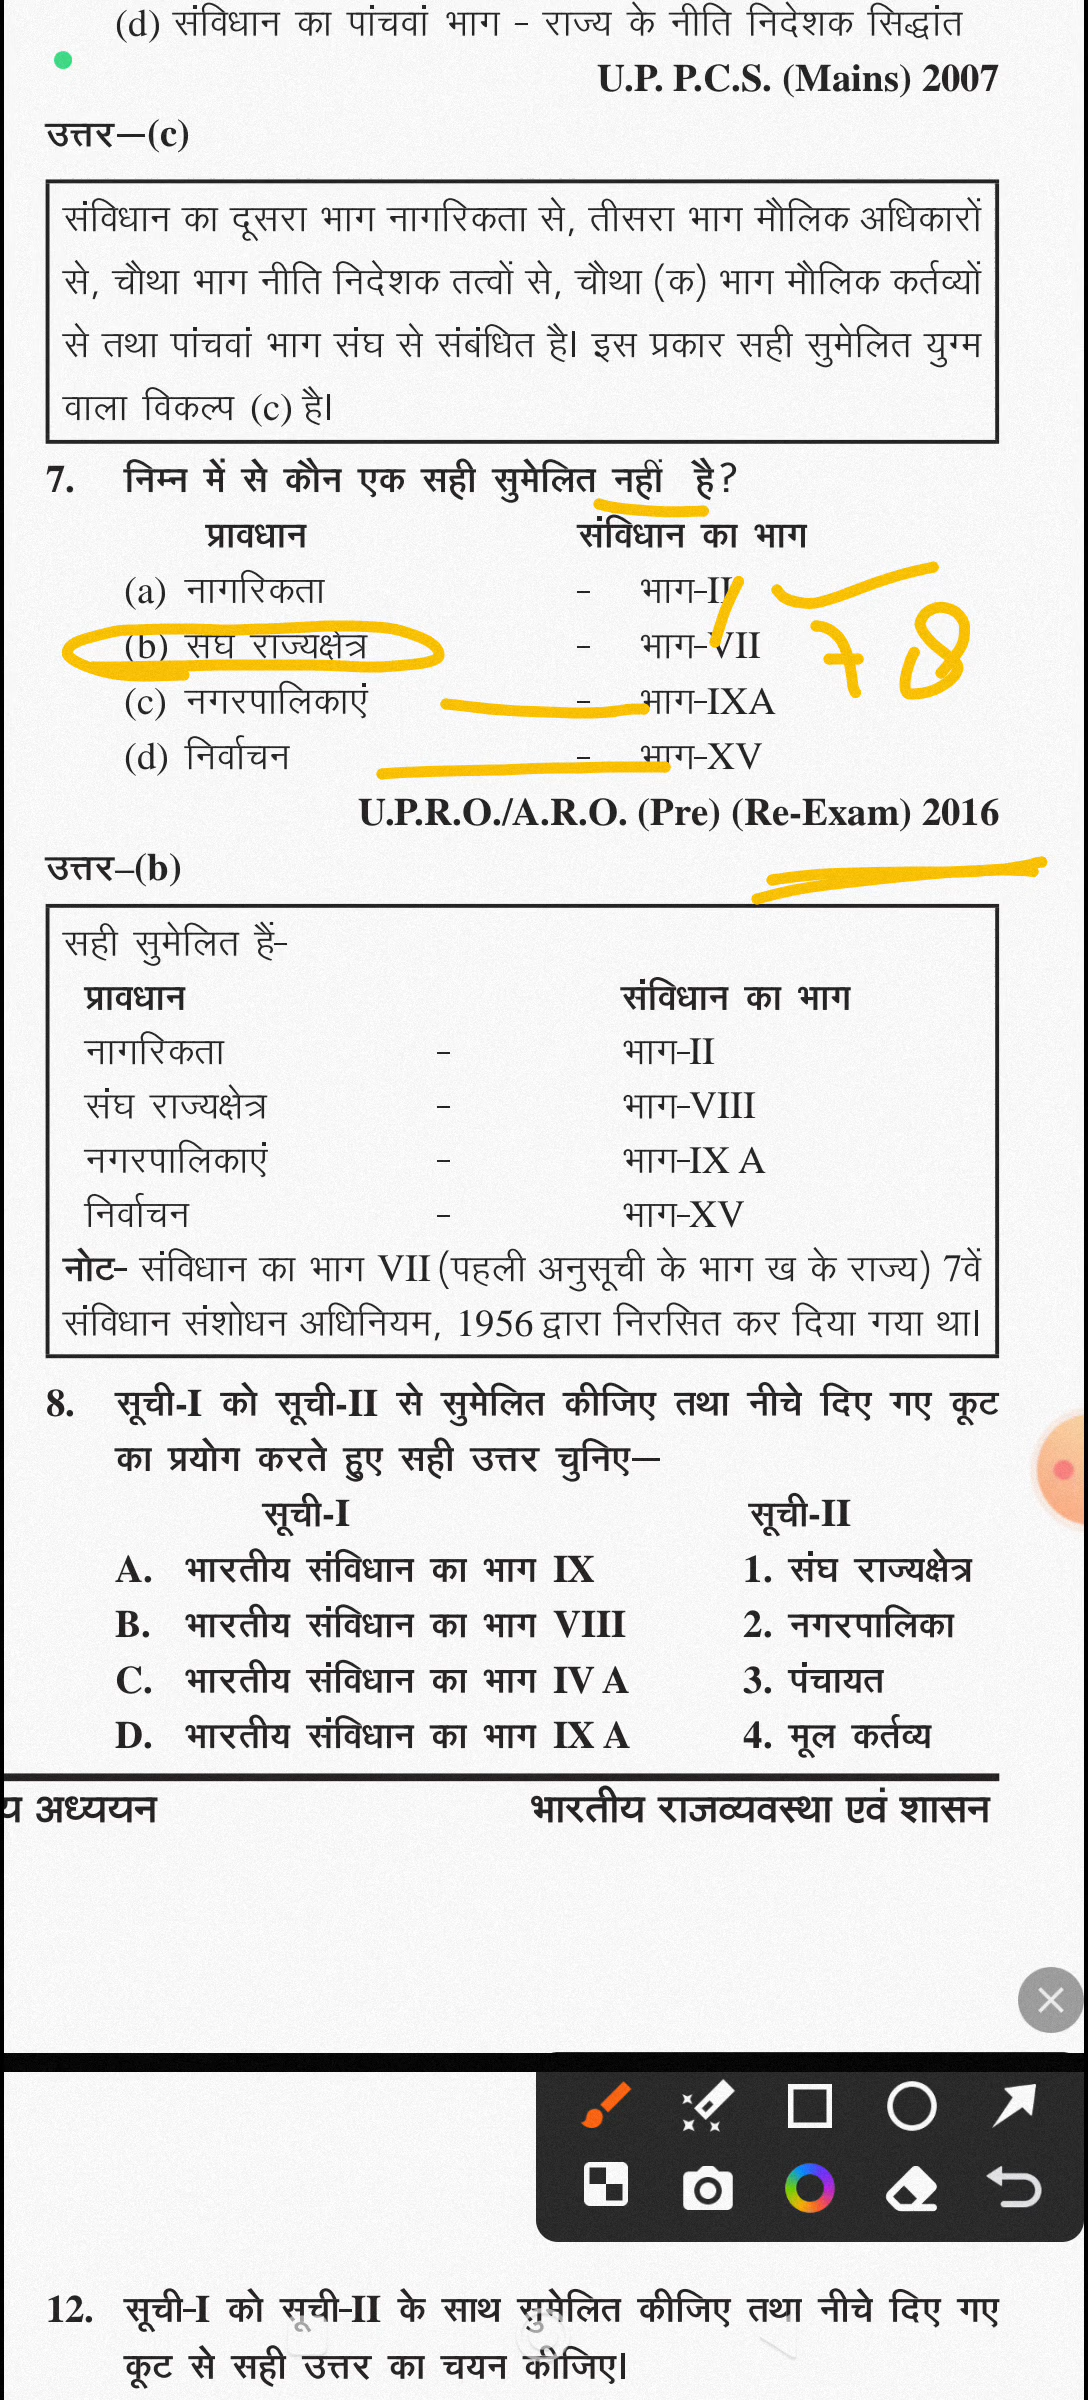 (d) संविधान का पांचवां भाग - राज्य के नीति निदेशक सिद्धांत
U.P. P.C.S. (Mains) 2007
उत्तर—(c)
संविधान का दूसरा भाग नागरिकता से, तीसरा भाग मौलिक अधिकारों
से, चौथा भाग नीति निदेशक तत्वों से, चौथा (क) भाग मौलिक कर्तव्यों
से तथा पांचवां भाग संघ से संबंधित है। इस प्रकार सही सुमेलित युग्म
वाला विकल्प (c) है।
7. निम्न में से कौन एक सही सुमेलित नहीं है?
प्रावधान संविधान का भाग
(a) नागरिकता - भाग-II
(b) संघ राज्यक्षेत्र - भाग-VII 7 8
(c) नगरपालिकाएं - भाग-IXA
(d) निर्वाचन - भाग-XV
U.P.R.O./A.R.O. (Pre) (Re-Exam) 2016
उत्तर–(b)
सही सुमेलित हैं-
प्रावधान - संविधान का भाग
नागरिकता - भाग-II
संघ राज्यक्षेत्र - भाग-VIII
नगरपालिकाएं - भाग-IX A
निर्वाचन - भाग-XV
नोट- संविधान का भाग VII (पहली अनुसूची के भाग ख के राज्य) 7वें
संविधान संशोधन अधिनियम, 1956 द्वारा निरसित कर दिया गया था।
8. सूची-I को सूची-II से सुमेलित कीजिए तथा नीचे दिए गए कूट
का प्रयोग करते हुए सही उत्तर चुनिए—
सूची-I सूची-II
A. भारतीय संविधान का भाग IX 1. संघ राज्यक्षेत्र
B. भारतीय संविधान का भाग VIII 2. नगरपालिका
C. भारतीय संविधान का भाग IV A 3. पंचायत
D. भारतीय संविधान का भाग IX A 4. मूल कर्तव्य
य अध्ययन भारतीय राजव्यवस्था एवं शासन
12. सूची-I को सूची-II के साथ सुमेलित कीजिए तथा नीचे दिए गए
कूट से सही उत्तर का चयन कीजिए।